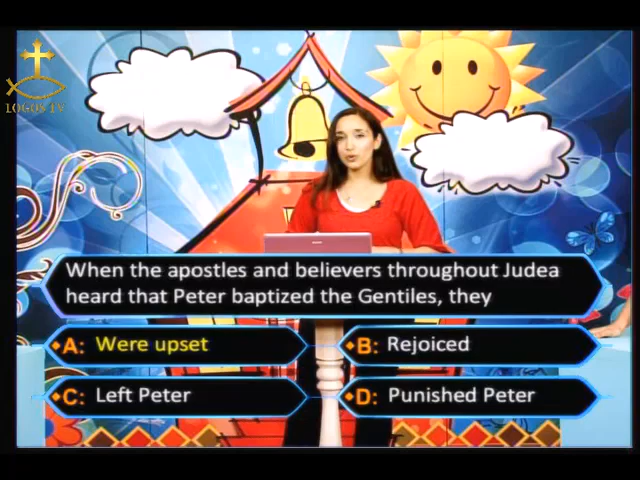 LOGOS TV
When the apostles and believers throughout Judea
heard that Peter baptized the Gentiles, they
A: Were upset
B: Rejoiced
C: Left Peter
D: Punished Peter